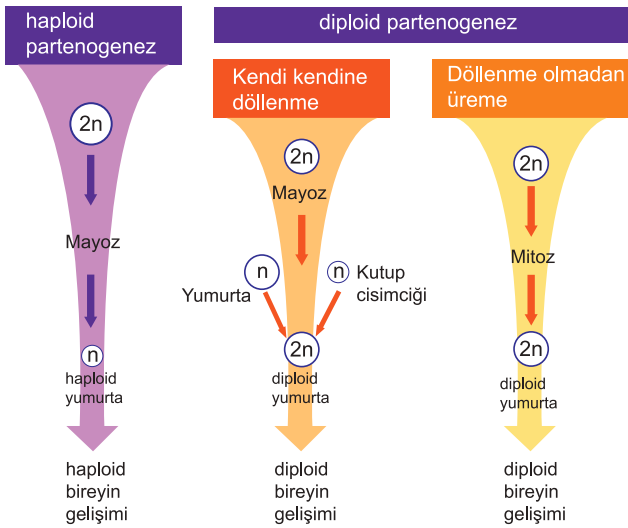 haploid
partenogenez
2n
Mayoz
n
haploid
yumurta
haploid
bireyin
gelişimi
diploid partenogenez
Kendi kendine
döllenme
2n
Mayoz
n
Yumurta
n
Kutup
cisimciği
2n
diploid
yumurta
diploid
bireyin
gelişimi
Döllenme olmadan
üreme
2n
Mitoz
2n
diploid
yumurta
diploid
bireyin
gelişimi